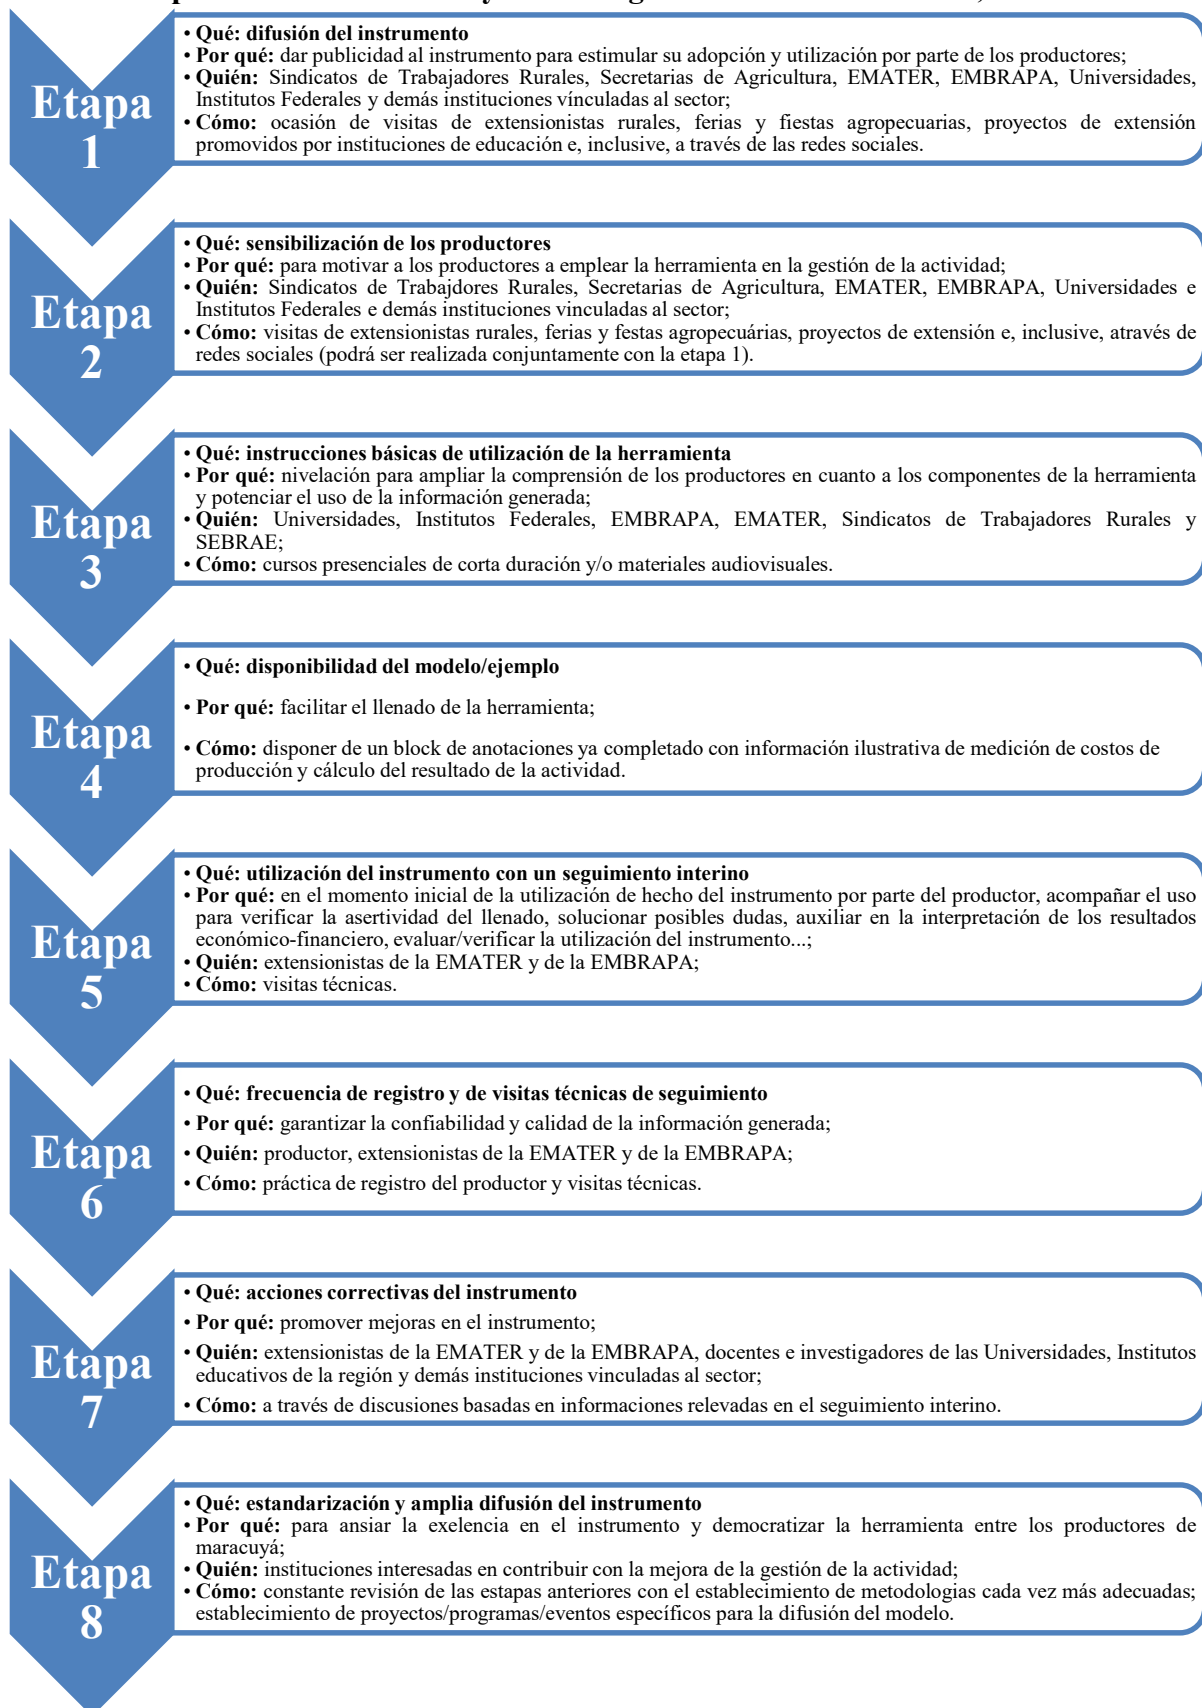 Etapa
1
• Qué: difusión del instrumento
• Por qué: dar publicidad al instrumento para estimular su adopción y utilización por parte de los productores;
• Quién: Sindicatos de Trabajadores Rurales, Secretarias de Agricultura, EMATER, EMBRAPA, Universidades,
Institutos Federales y demás instituciones vínculadas al sector;
• Cómo: ocasión de visitas de extensionistas rurales, ferias y fiestas agropecuarias, proyectos de extensión
promovidos por instituciones de educación e, inclusive, a través de las redes sociales.
Etapa
2
• Qué: sensibilización de los productores
• Por qué: para motivar a los productores a emplear la herramienta en la gestión de la actividad;
• Quién: Sindicatos de Trabajdores Rurales, Secretarias de Agricultura, EMATER, EMBRAPA, Universidades e
Institutos Federales e demás instituciones vinculadas al sector;
• Cómo: visitas de extensionistas rurales, ferias y festas agropecuárias, proyectos de extensión e, inclusive, através de
redes sociales (podrá ser realizada conjuntamente con la etapa 1).
Etapa
3
• Qué: instrucciones básicas de utilización de la herramienta
• Por qué: nivelación para ampliar la comprensión de los productores en cuanto a los componentes de la herramienta
y potenciar el uso de la información generada;
• Quién: Universidades, Institutos Federales, EMBRAPA, EMATER, Sindicatos de Trabajadores Rurales y
SEBRAE;
• Cómo: cursos presenciales de corta duración y/o materiales audiovisuales.
Etapa
4
• Qué: disponibilidad del modelo/ejemplo
• Por qué: facilitar el llenado de la herramienta;
• Cómo: disponer de un block de anotaciones ya completado con información ilustrativa de medición de costos de
producción y cálculo del resultado de la actividad.
Etapa
5
• Qué: utilización del instrumento con un seguimiento interino
• Por qué: en el momento inicial de la utilización de hecho del instrumento por parte del productor, acompañar el uso
para verificar la asertividad del llenado, solucionar posibles dudas, auxiliar en la interpretación de los resultados
económico-financiero, evaluar/verificar la utilización del instrumento...;
• Quién: extensionistas de la EMATER y de la EMBRAPA;
• Cómo: visitas técnicas.
Etapa
6
• Qué: frecuencia de registro y de visitas técnicas de seguimiento
• Por qué: garantizar la confiabilidad y calidad de la información generada;
• Quién: productor, extensionistas de la EMATER y de la EMBRAPA;
• Cómo: práctica de registro del productor y visitas técnicas.
Etapa
7
• Qué: acciones correctivas del instrumento
• Por qué: promover mejoras en el instrumento;
• Quién: extensionistas de la EMATER y de la EMBRAPA, docentes e investigadores de las Universidades, Institutos
educativos de la región y demás instituciones vinculadas al sector;
• Cómo: a través de discusiones basadas en informaciones relevadas en el seguimiento interino.
Etapa
8
• Qué: estandarización y amplia difusión del instrumento
• Por qué: para ansiar la exelencia en el instrumento y democratizar la herramienta entre los productores de
maracuyá;
• Quién: instituciones interesadas en contribuir con la mejora de la gestión de la actividad;
• Cómo: constante revisión de las estapas anteriores con el establecimiento de metodologias cada vez más adecuadas;
establecimiento de proyectos/programas/eventos específicos para la difusión del modelo.